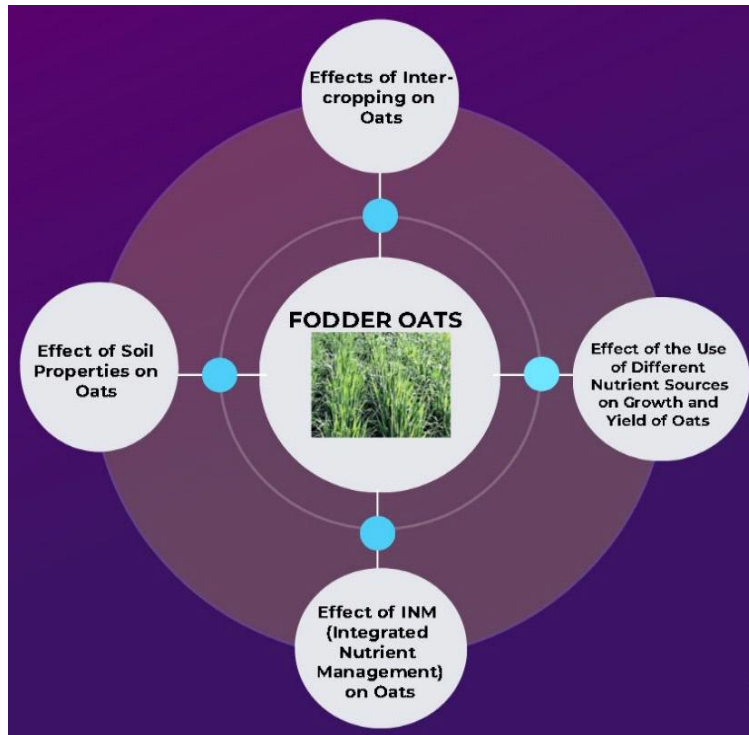 Effects of Inter-
cropping on
Oats
FODDER OATS
Effect of Soil
Properties on
Oats
Effect of the Use
of Different
Nutrient Sources
on Growth and
Yield of Oats
Effect of INM
(Integrated
Nutrient
Management)
on Oats